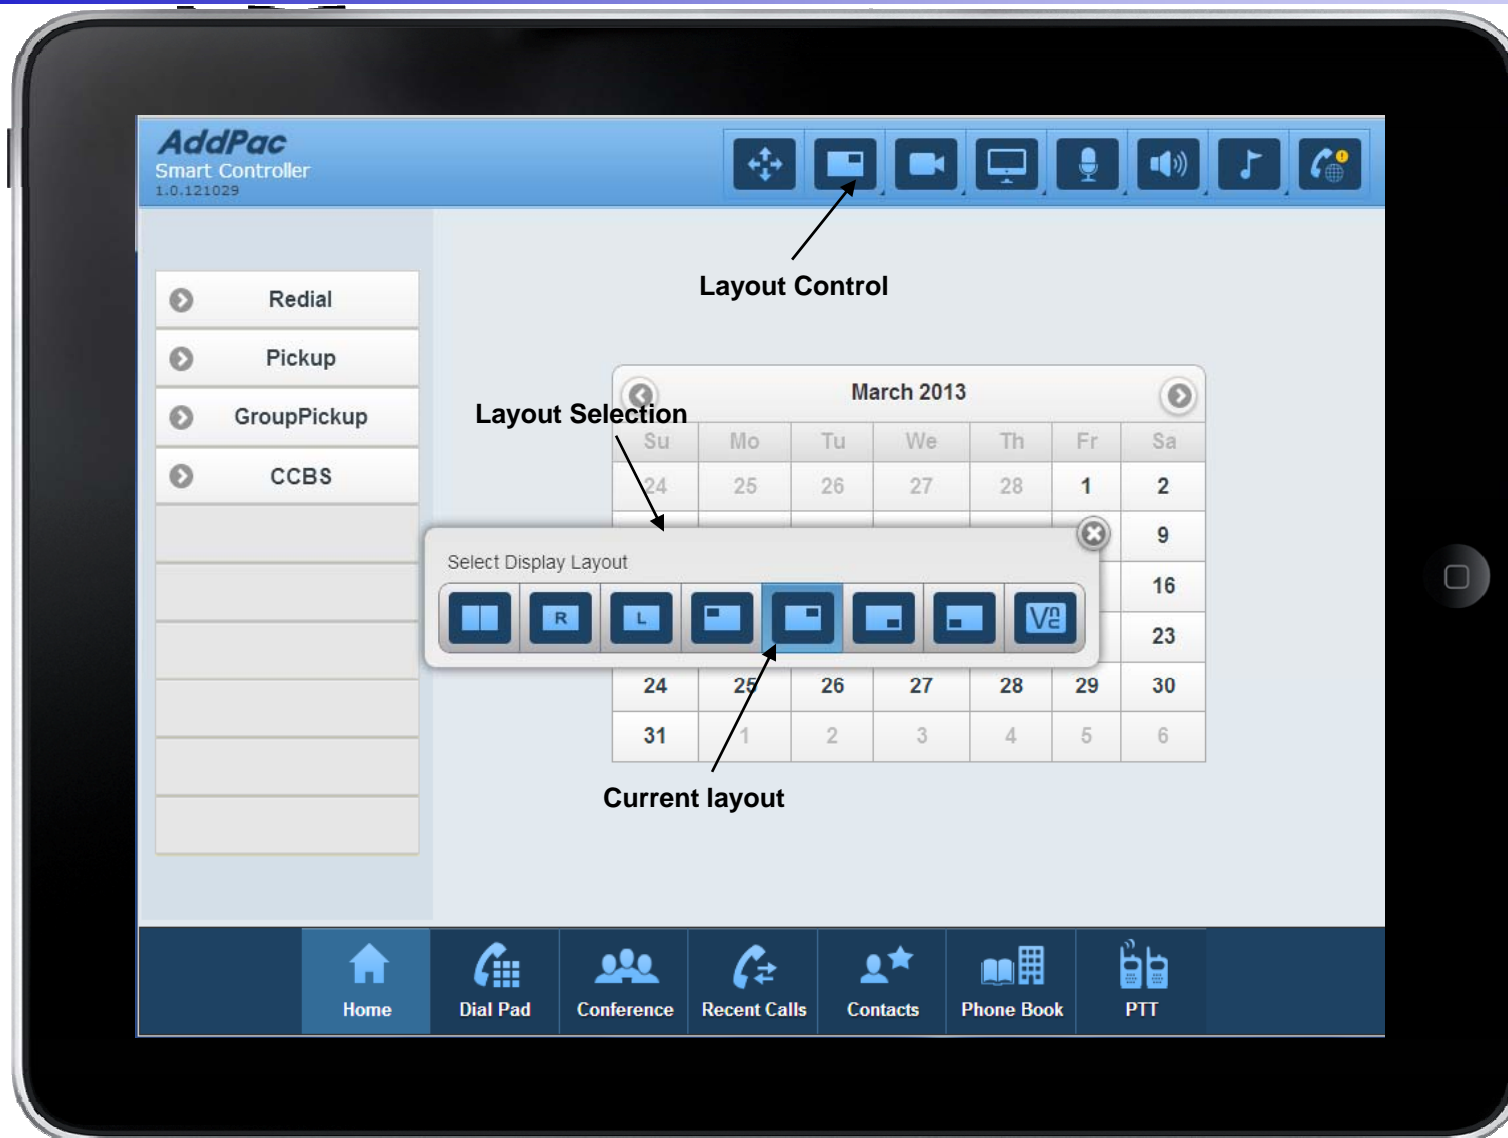 AddPac
Smart Controller
1.0.121029
Layout Control
Redial
Pickup
GroupPickup
CCBS
Layout Selection
March 2013
Su Mo Tu We Th Fr Sa
24 25 26 27 28 1 2
9
16
23
24 25 26 27 28 29 30
31 1 2 3 4 5 6
Select Display Layout
R L Vnc
Current layout
Home Dial Pad Conference Recent Calls Contacts Phone Book PTT